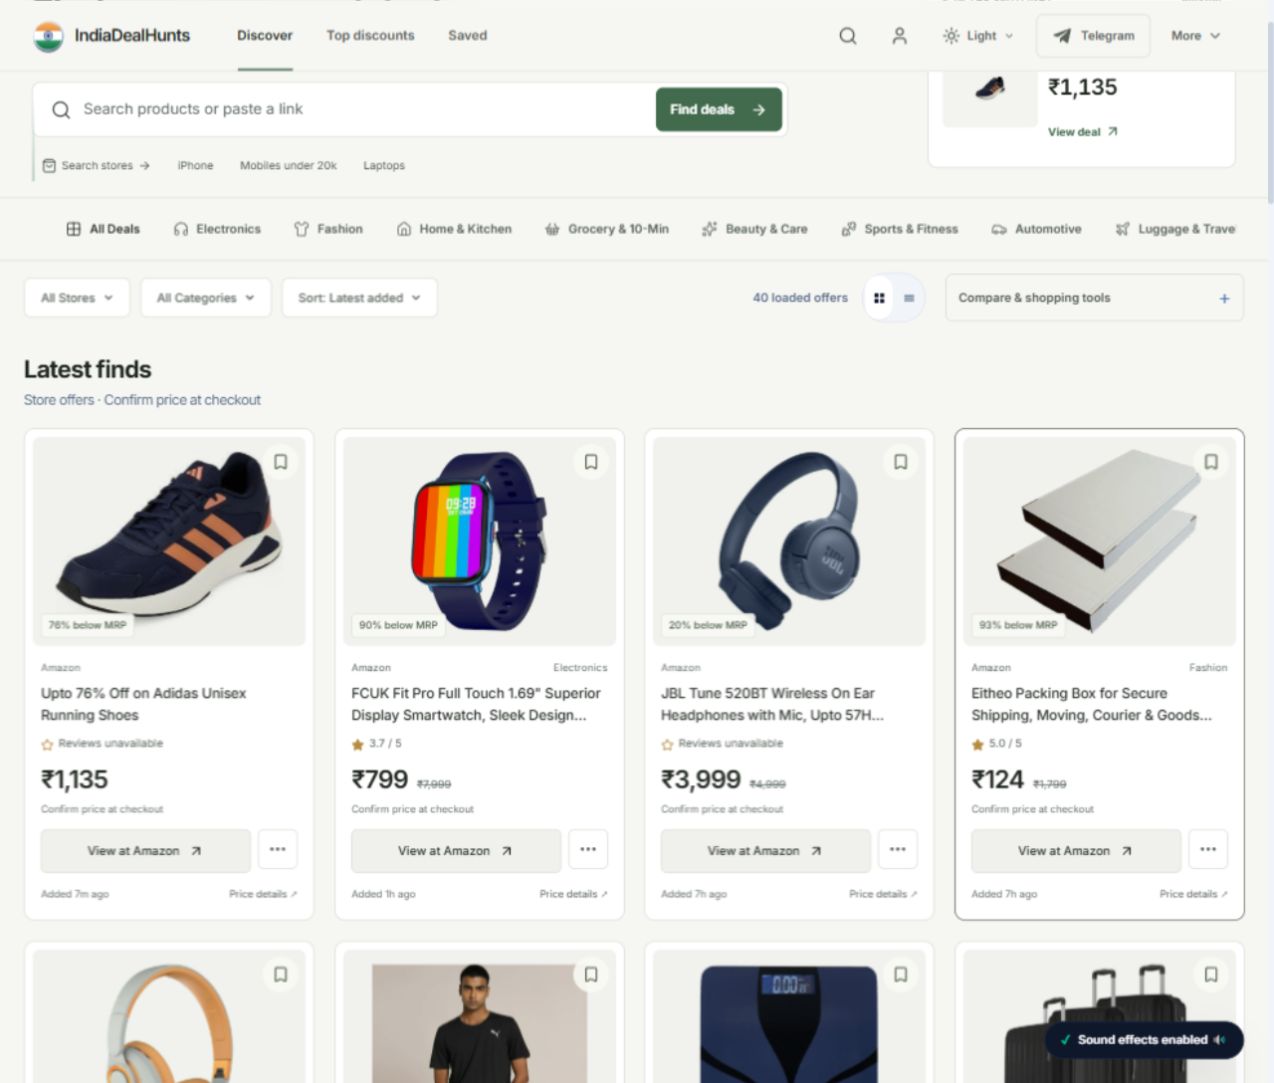 IndiaDealHunts
Discover
Top discounts
Saved
Light
Telegram
More
Search products or paste a link
Find deals
₹1,135
View deal
Search stores
iPhone
Mobiles under 20k
Laptops
All Deals
Electronics
Fashion
Home & Kitchen
Grocery & 10-Min
Beauty & Care
Sports & Fitness
Automotive
Luggage & Trave
All Stores
All Categories
Sort: Latest added
40 loaded offers
Compare & shopping tools +
Latest finds
Store offers · Confirm price at checkout
76% below MRP
Amazon
Upto 76% Off on Adidas Unisex
Running Shoes
Reviews unavailable
₹1,135
Confirm price at checkout
View at Amazon
Added 7m ago
Price details
09:28
90% below MRP
Amazon
Electronics
FCUK Fit Pro Full Touch 1.69" Superior
Display Smartwatch, Sleek Design...
3.7 / 5
₹799 ₹7,999
Confirm price at checkout
View at Amazon
Added 1h ago
Price details
JBL
20% below MRP
Amazon
JBL Tune 520BT Wireless On Ear
Headphones with Mic, Upto 57H...
Reviews unavailable
₹3,999 ₹4,999
Confirm price at checkout
View at Amazon
Added 7h ago
Price details
93% below MRP
Amazon
Fashion
Eitheo Packing Box for Secure
Shipping, Moving, Courier & Goods...
5.0 / 5
₹124 ₹1,799
Confirm price at checkout
View at Amazon
Added 7h ago
Price details
0.00
Sound effects enabled